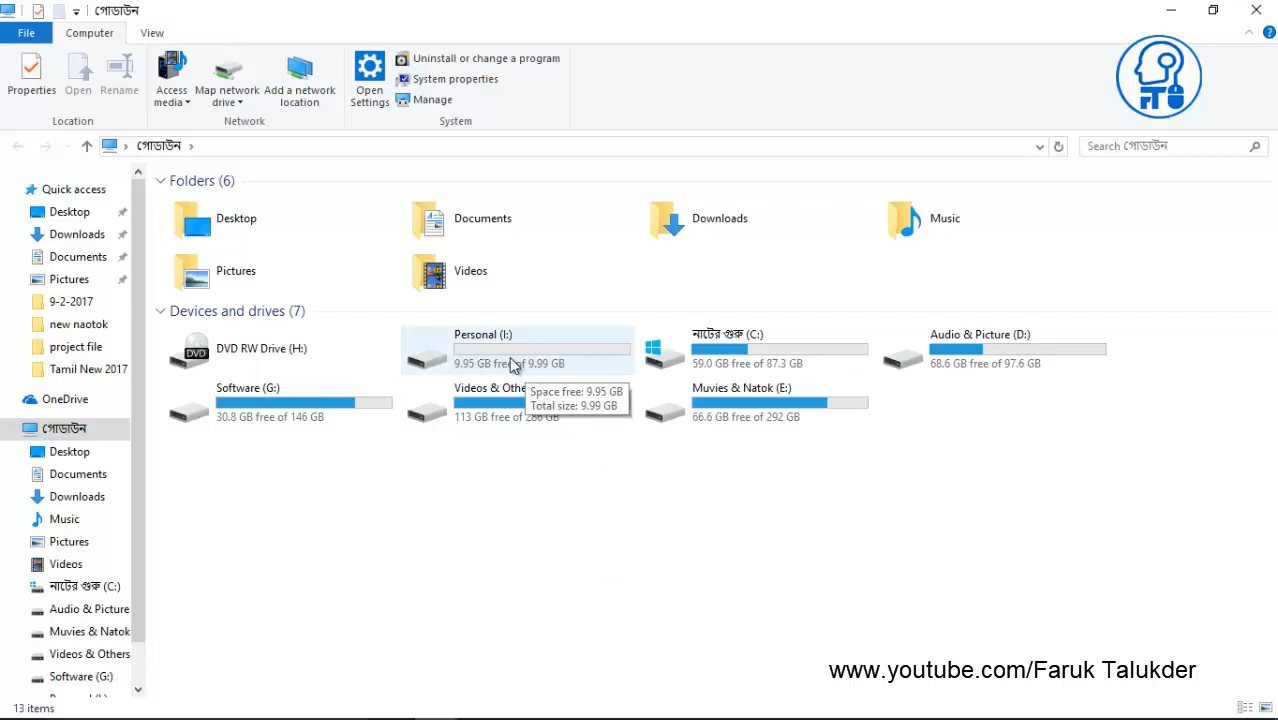 গোডাউন
File
Computer
View
Properties
Open
Rename
Access media
Map network drive
Add a network location
Open Settings
Uninstall or change a program
System properties
Manage
Location
Network
System
গোডাউন
Search গোডাউন
Quick access
Desktop
Downloads
Documents
Pictures
9-2-2017
new naotok
project file
Tamil New 2017
OneDrive
গোডাউন
Desktop
Documents
Downloads
Music
Pictures
Videos
নাটের গুরু (C:)
Audio & Picture
Muvies & Natok
Videos & Others
Software (G:)
Folders (6)
Desktop
Documents
Downloads
Music
Pictures
Videos
Devices and drives (7)
DVD RW Drive (H:)
DVD
Personal (I:)
9.95 GB free of 9.99 GB
নাটের গুরু (C:)
59.0 GB free of 87.3 GB
Audio & Picture (D:)
68.6 GB free of 97.6 GB
Software (G:)
30.8 GB free of 146 GB
Videos & Othe
113 GB free of 286 GB
Space free: 9.95 GB
Total size: 9.99 GB
Muvies & Natok (E:)
66.6 GB free of 292 GB
www.youtube.com/Faruk Talukder
13 items